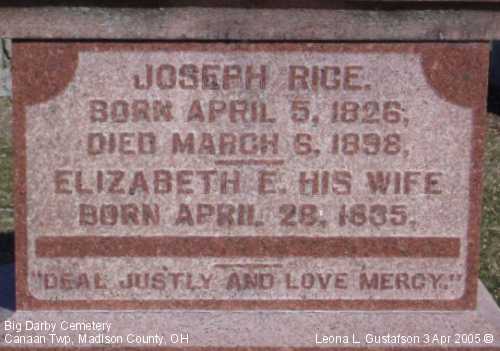 JOSEPH RICE.
BORN APRIL 5, 1826,
DIED MARCH 6, 1898,
ELIZABETH E. HIS WIFE
BORN APRIL 28, 1835,
"DEAL JUSTLY AND LOVE MERCY."
Big Darby Cemetery
Canaan Twp, Madison County, OH
Leona L. Gustafson 3 Apr 2005 ©